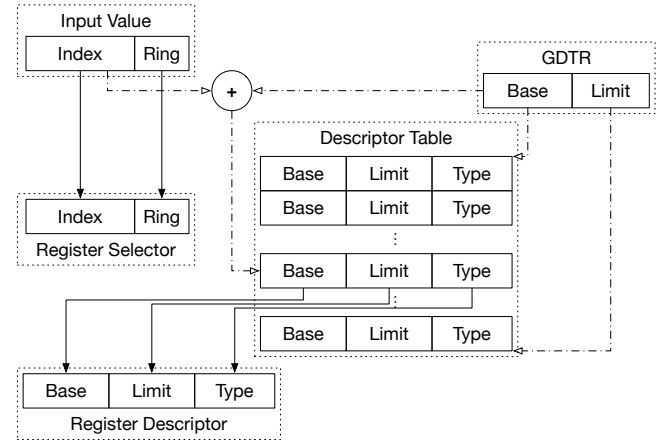 Input Value
Index Ring
GDTR
Base Limit
+
Descriptor Table
Base Limit Type
Base Limit Type
⋮
Base Limit Type
⋮
Base Limit Type
Index Ring
Register Selector
Base Limit Type
Register Descriptor